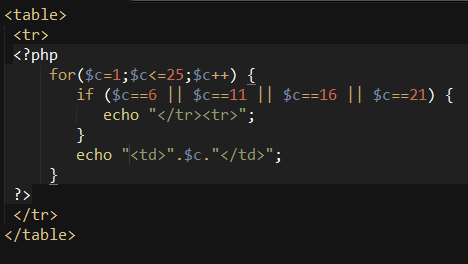 <table>
<tr>
<?php
for($c=1;$c<=25;$c++) {
if ($c==6 || $c==11 || $c==16 || $c==21) {
echo "</tr><tr>";
}
echo "<td>".$c."</td>";
}
?>
</tr>
</table>